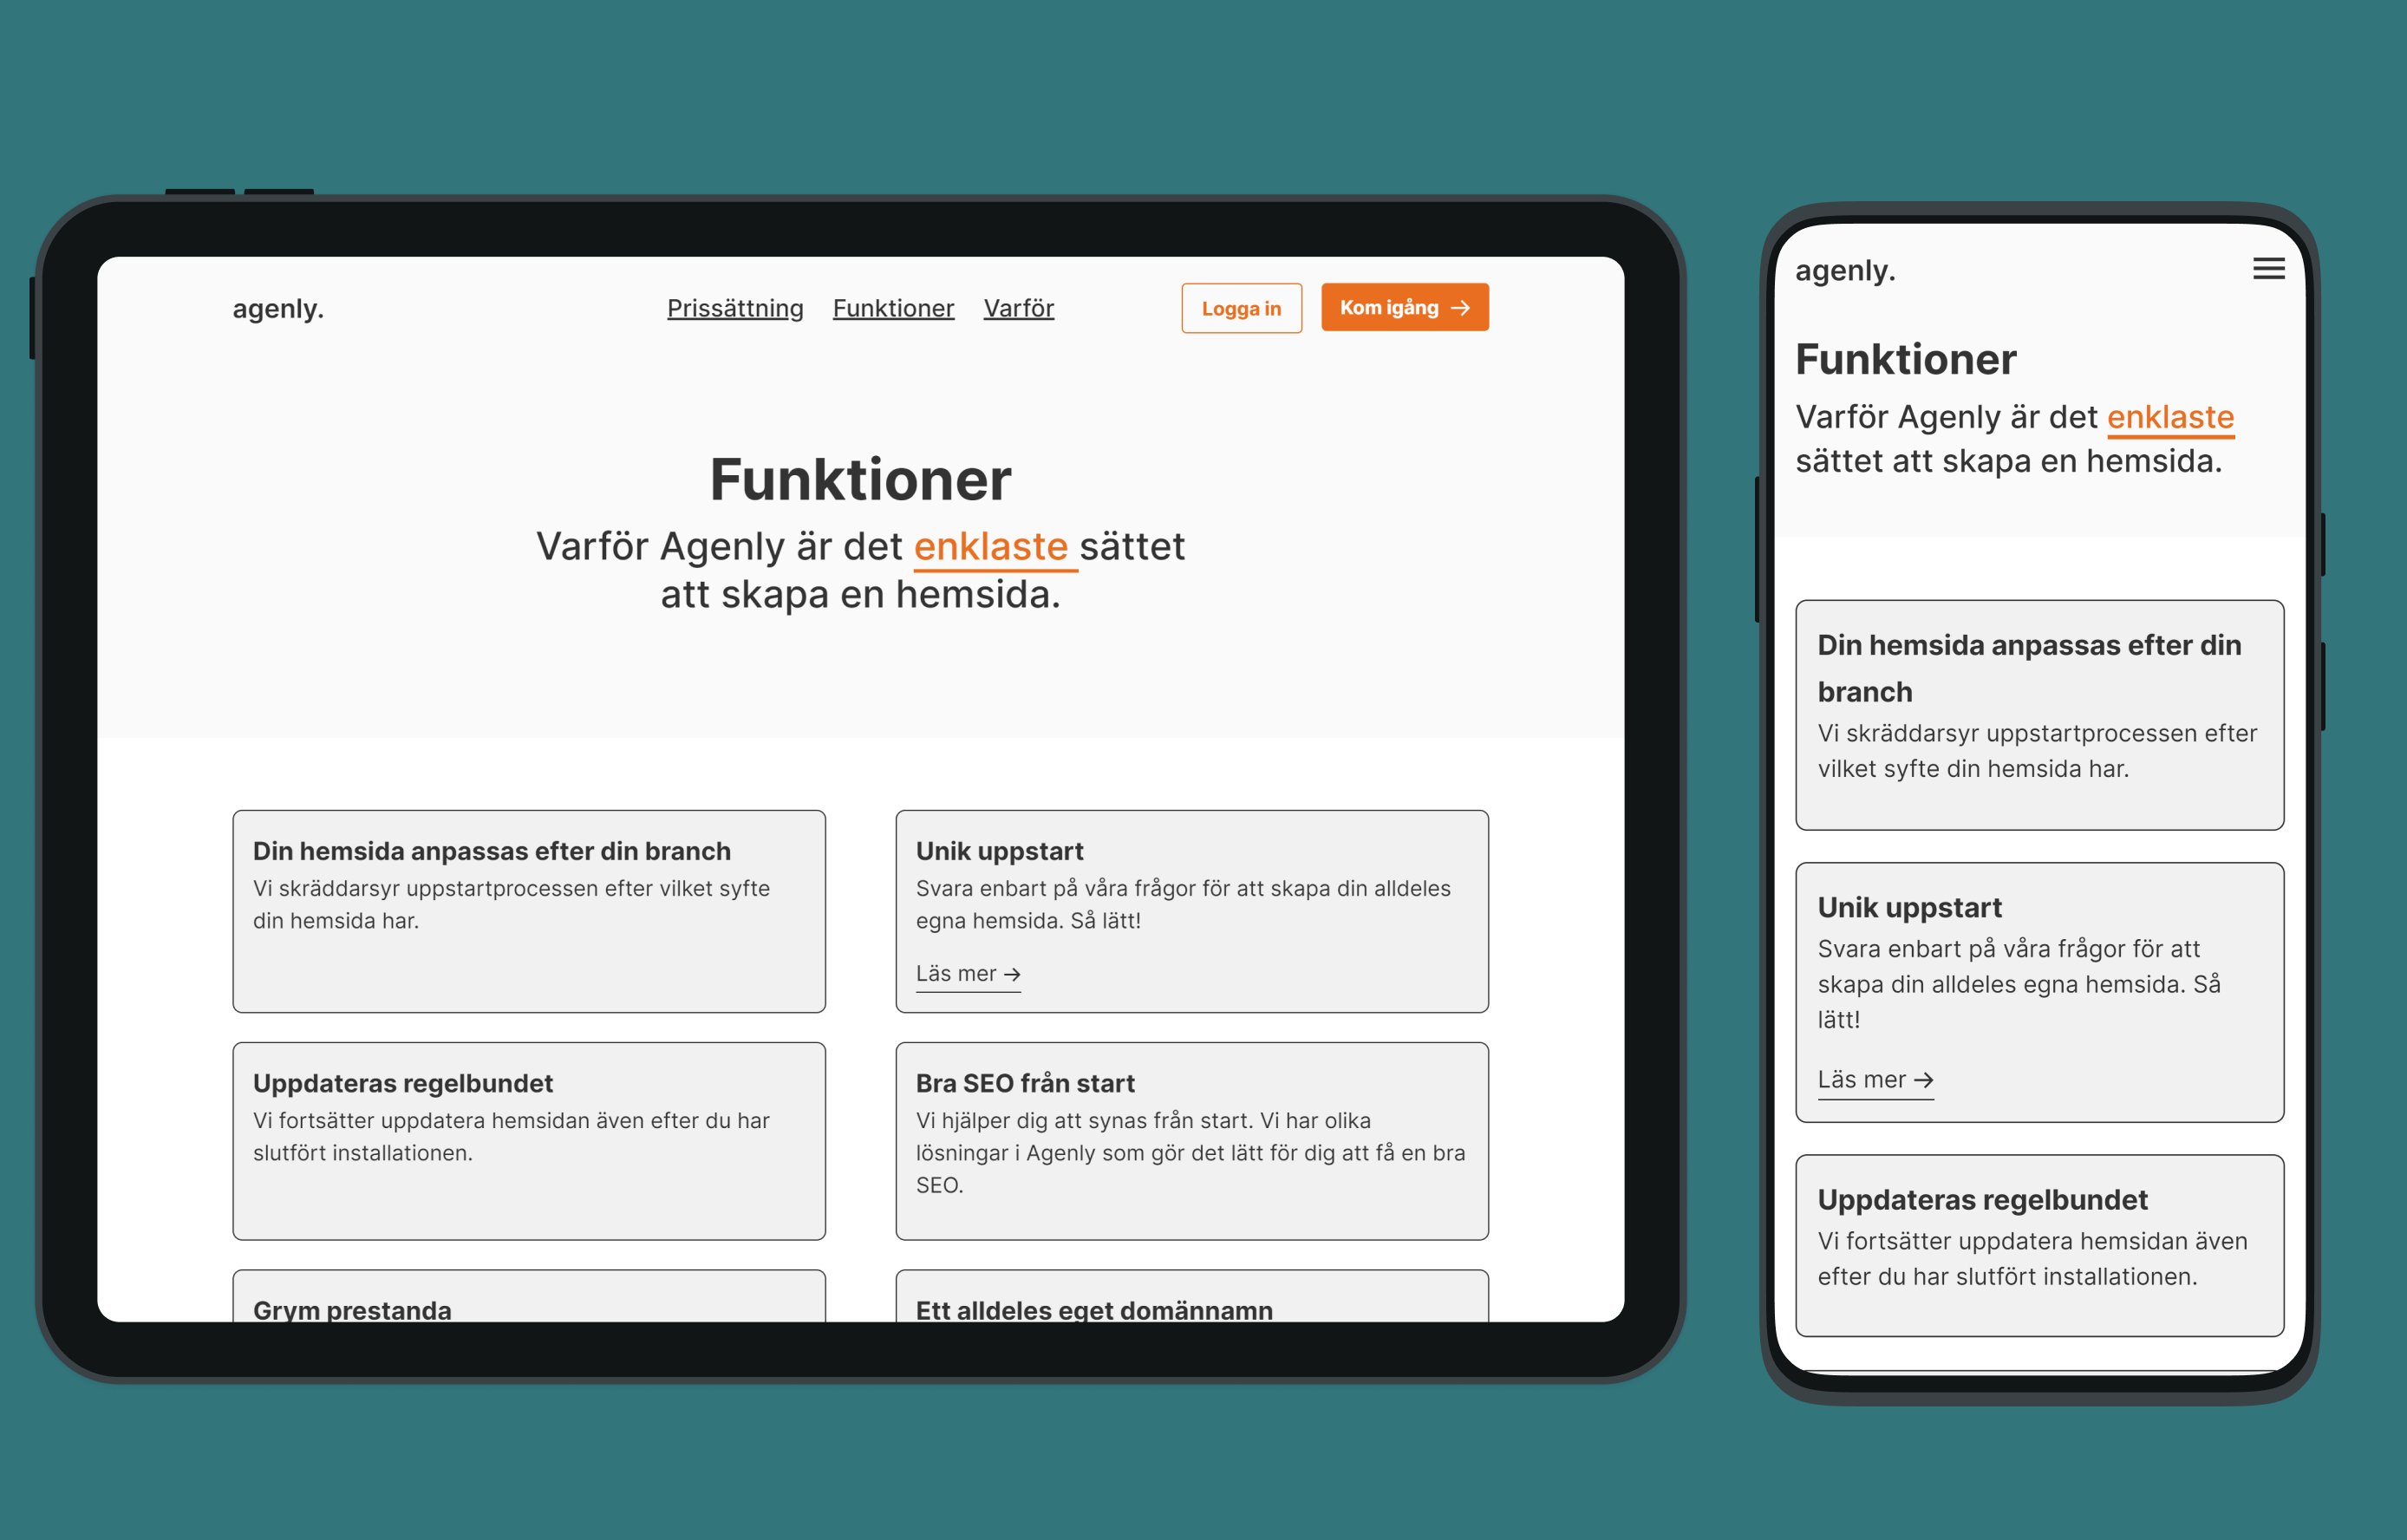 agenly.
Prissättning Funktioner Varför
Logga in
Kom igång →
Funktioner
Varför Agenly är det enklaste sättet
att skapa en hemsida.
Din hemsida anpassas efter din branch
Vi skräddarsyr uppstartprocessen efter vilket syfte
din hemsida har.
Unik uppstart
Svara enbart på våra frågor för att skapa din alldeles
egna hemsida. Så lätt!
Läs mer →
Uppdateras regelbundet
Vi fortsätter uppdatera hemsidan även efter du har
slutfört installationen.
Bra SEO från start
Vi hjälper dig att synas från start. Vi har olika
lösningar i Agenly som gör det lätt för dig att få en bra
SEO.
Grym prestanda
Ett alldeles eget domännamn
agenly.
Funktioner
Varför Agenly är det enklaste
sättet att skapa en hemsida.
Din hemsida anpassas efter din
branch
Vi skräddarsyr uppstartprocessen efter
vilket syfte din hemsida har.
Unik uppstart
Svara enbart på våra frågor för att
skapa din alldeles egna hemsida. Så
lätt!
Läs mer →
Uppdateras regelbundet
Vi fortsätter uppdatera hemsidan även
efter du har slutfört installationen.